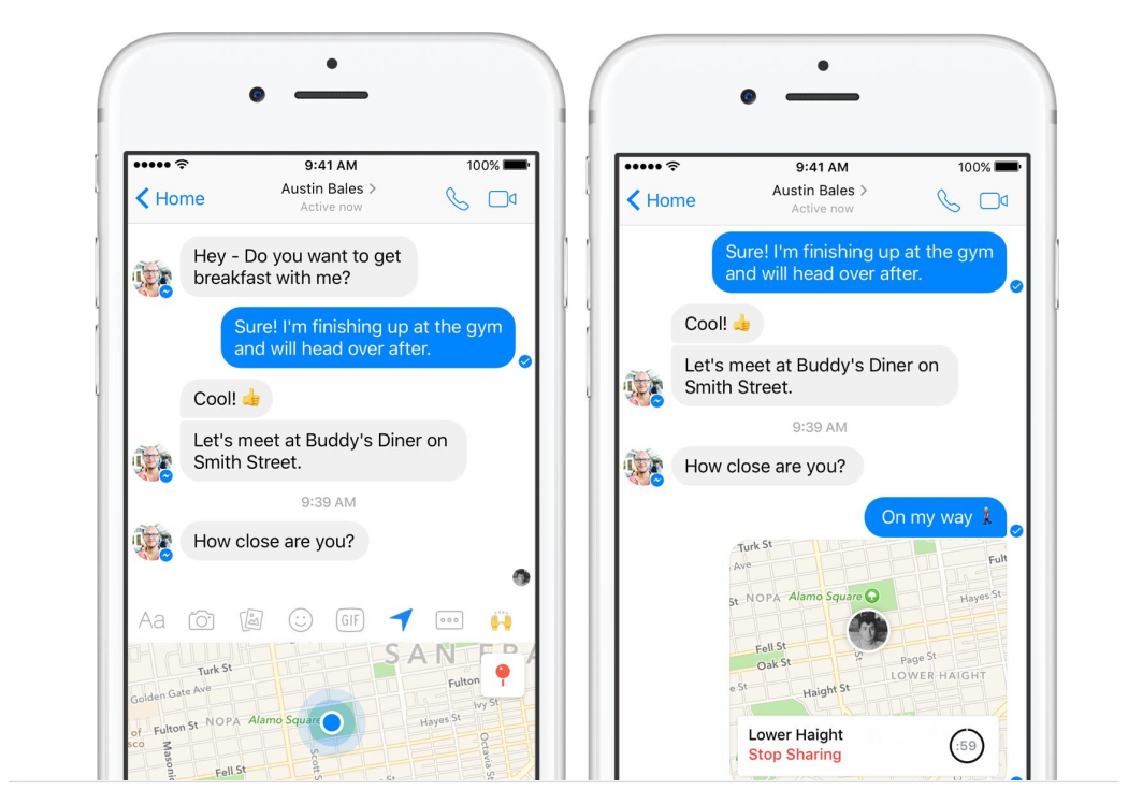 9:41 AM
100%
Home
Austin Bales
Active now
Hey - Do you want to get
breakfast with me?
Sure! I'm finishing up at the gym
and will head over after.
Cool! 👍
Let's meet at Buddy's Diner on
Smith Street.
9:39 AM
How close are you?
Aa
GIF
SAN FRA
Turk St
Golden Gate Ave
Fulton
Ivy St
Fulton St
NOPA
Alamo Square
Hayes St
of
sco
Masonic
Scott St
Octavia St
Fell St
9:41 AM
100%
Home
Austin Bales
Active now
Sure! I'm finishing up at the gym
and will head over after.
Cool! 👍
Let's meet at Buddy's Diner on
Smith Street.
9:39 AM
How close are you?
On my way
Turk St
Ave
Fult
St
NOPA
Alamo Square
Hayes St
Fell St
Oak St
St
Page St
LOWER HAIGHT
e St
Haight St
Lower Haight
Stop Sharing
:59